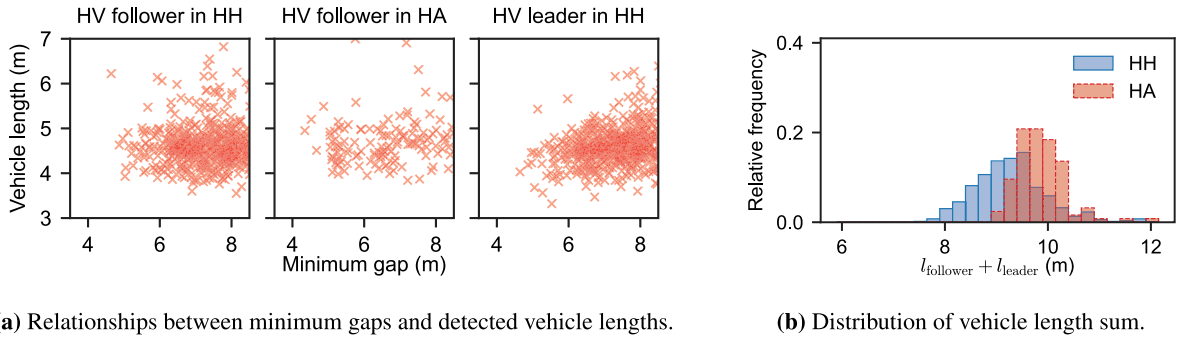 HV follower in HH
HV follower in HA
HV leader in HH
Vehicle length (m)
7
6
5
4
3
4 6 8
4 6 8
4 6 8
Minimum gap (m)
Relative frequency
0.4
0.2
0.0
HH
HA
6 8 10 12
l_follower + l_leader (m)
(a) Relationships between minimum gaps and detected vehicle lengths.
(b) Distribution of vehicle length sum.